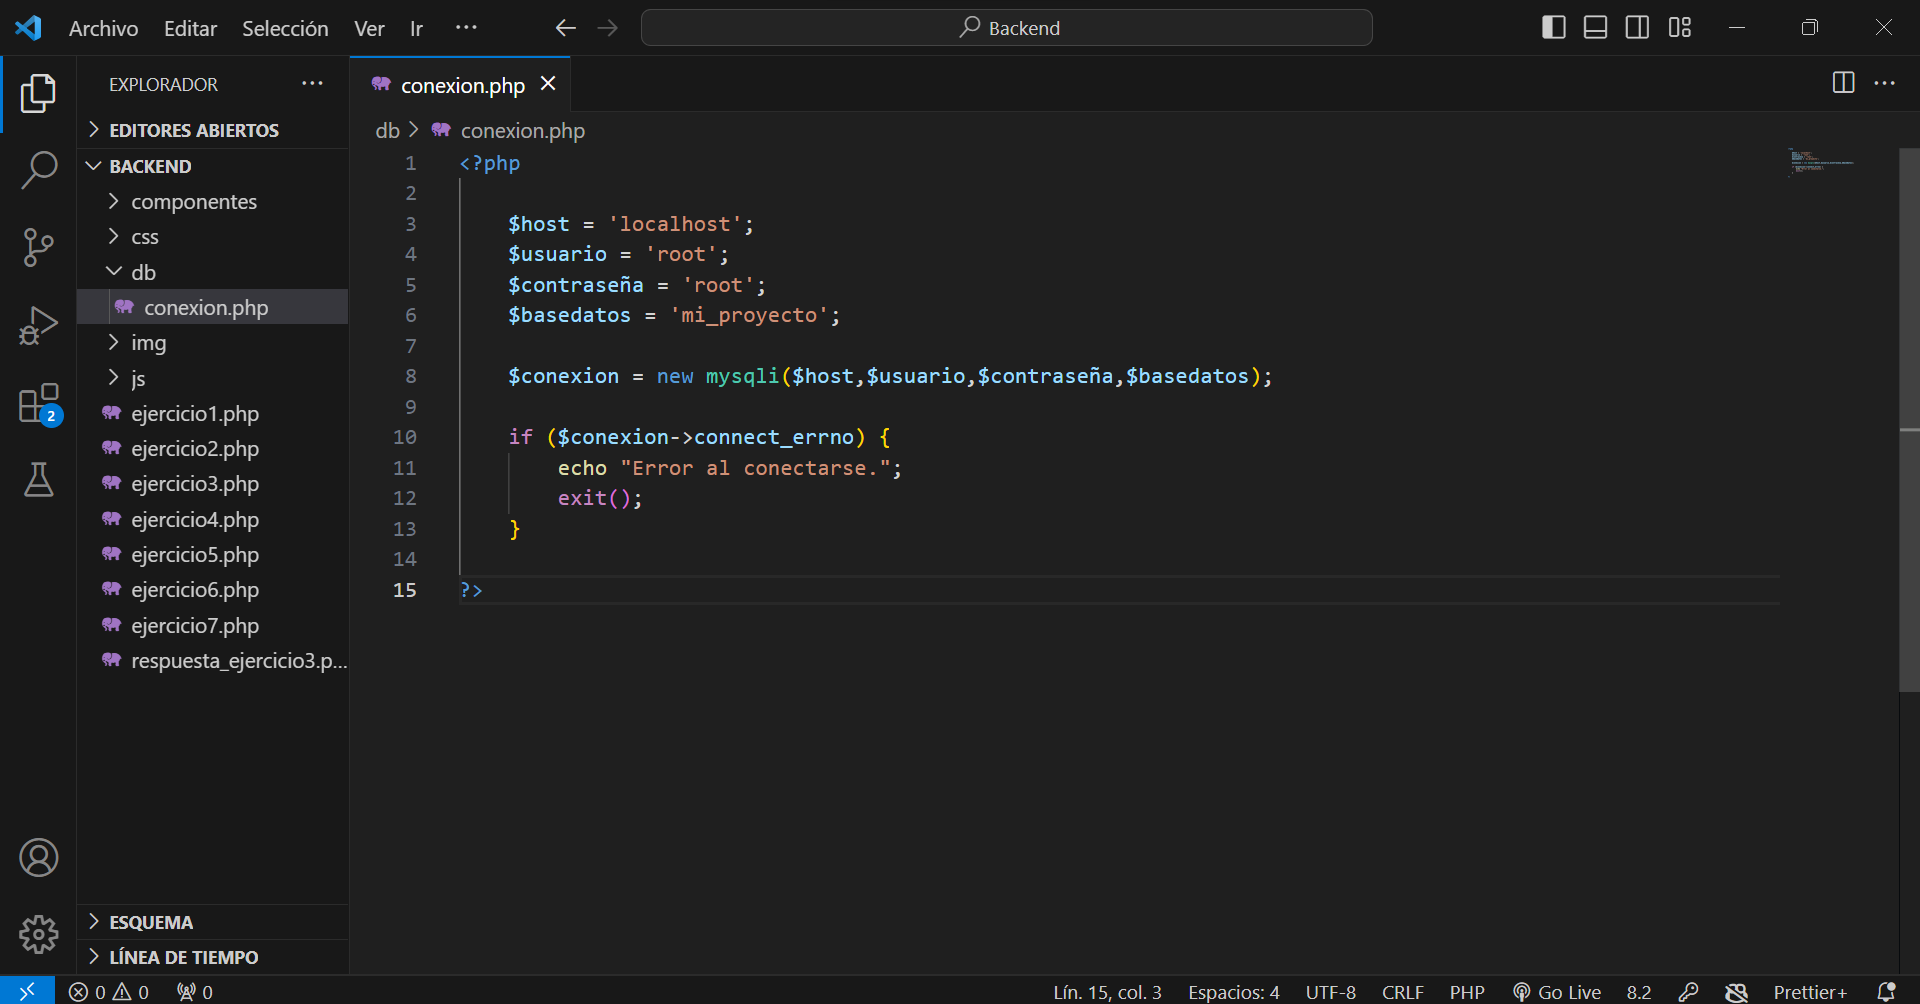 Archivo Editar Selección Ver Ir ··· Backend
EXPLORADOR ···
EDITORES ABIERTOS
BACKEND
componentes
css
db
conexion.php
img
js
ejercicio1.php
ejercicio2.php
ejercicio3.php
ejercicio4.php
ejercicio5.php
ejercicio6.php
ejercicio7.php
respuesta_ejercicio3.p...
ESQUEMA
LÍNEA DE TIEMPO
2
conexion.php
db > conexion.php
1 <?php
2
3     $host = 'localhost';
4     $usuario = 'root';
5     $contraseña = 'root';
6     $basedatos = 'mi_proyecto';
7
8     $conexion = new mysqli($host,$usuario,$contraseña,$basedatos);
9
10     if ($conexion->connect_errno) {
11         echo "Error al conectarse.";
12         exit();
13     }
14
15 ?>
0 0 0 Lín. 15, col. 3 Espacios: 4 UTF-8 CRLF PHP Go Live 8.2 Prettier+